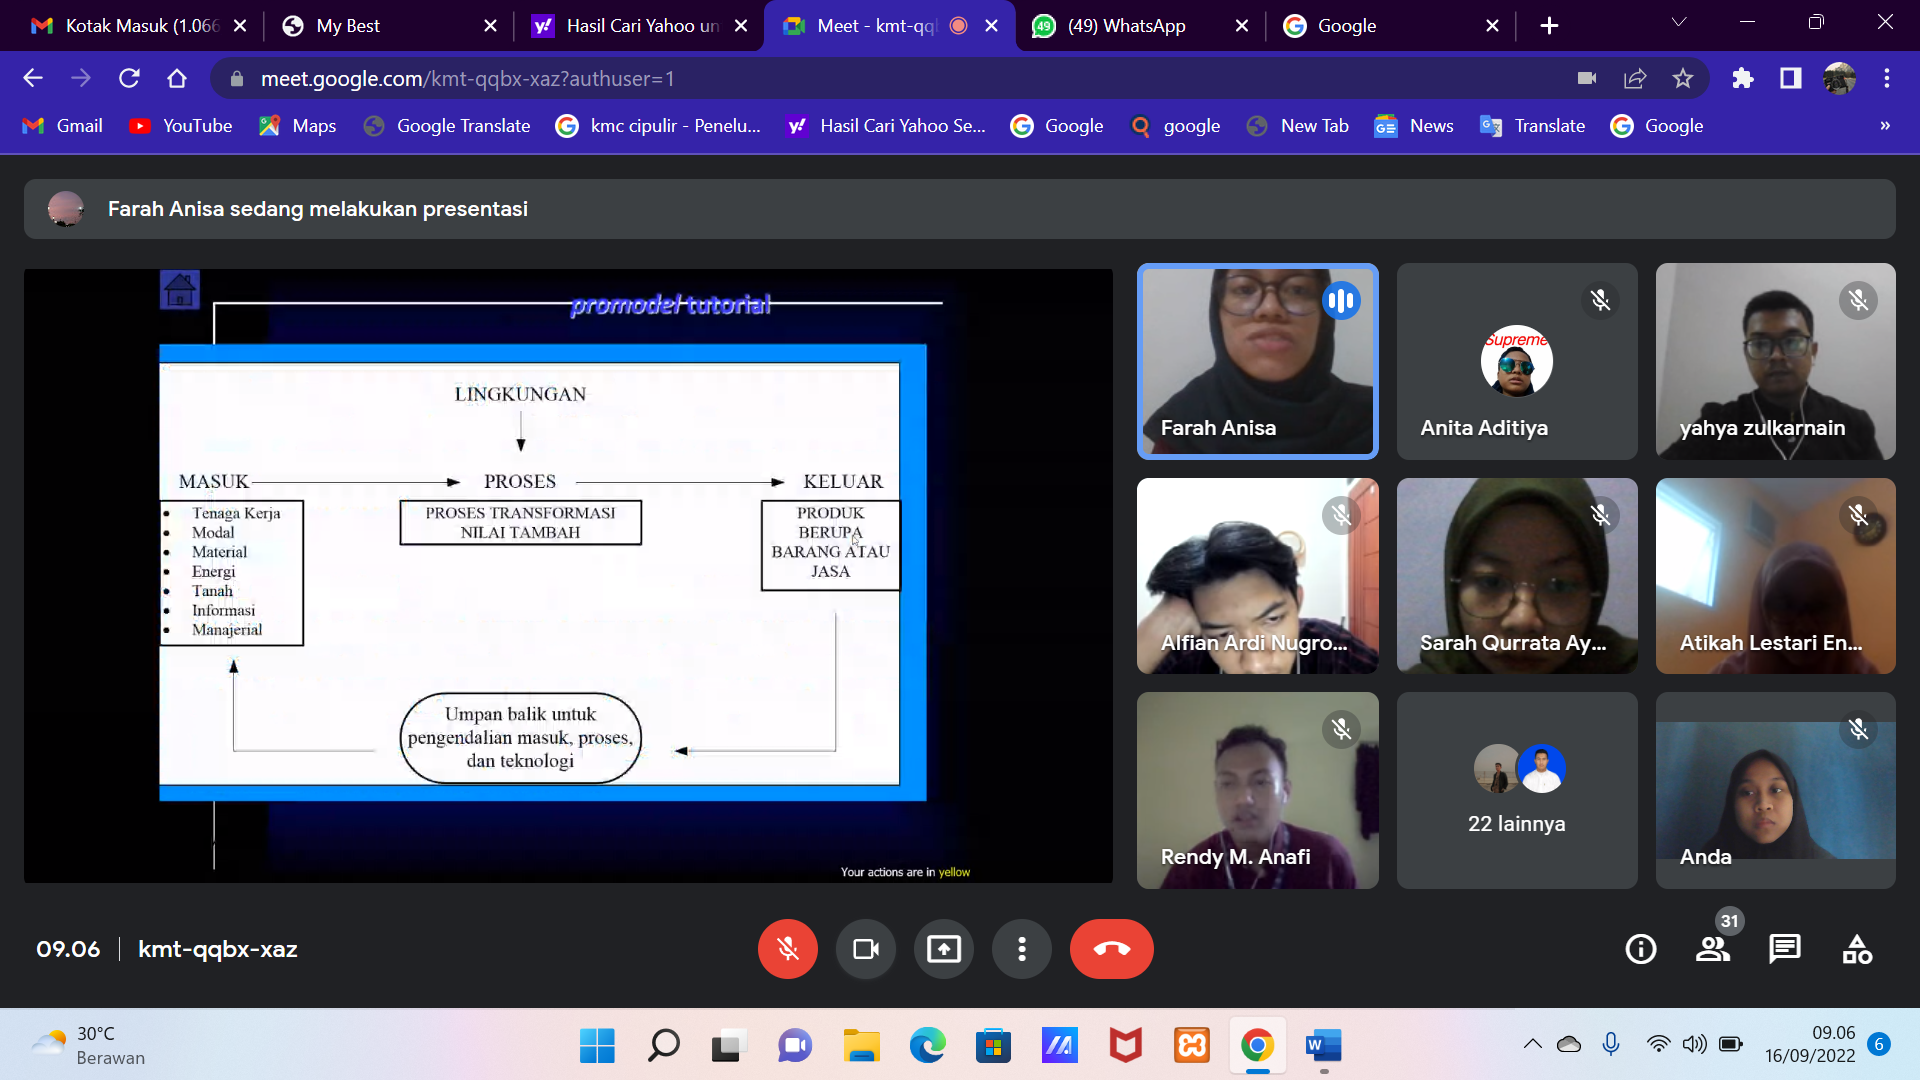 Kotak Masuk (1.066
My Best
Hasil Cari Yahoo un
Meet - kmt-qq
(49) WhatsApp
Google
meet.google.com/kmt-qqbx-xaz?authuser=1
Gmail
YouTube
Maps
Google Translate
kmc cipulir - Penelu...
Hasil Cari Yahoo Se...
Google
google
New Tab
News
Translate
Google
»
Farah Anisa sedang melakukan presentasi
promodel tutorial
LINGKUNGAN
MASUK
PROSES
KELUAR
• Tenaga Kerja
• Modal
• Material
• Energi
• Tanah
• Informasi
• Manajerial
PROSES TRANSFORMASI
NILAI TAMBAH
PRODUK
BERUPA
BARANG ATAU
JASA
Umpan balik untuk
pengendalian masuk, proses,
dan teknologi
Your actions are in yellow
Farah Anisa
Supreme
Anita Aditiya
yahya zulkarnain
Alfian Ardi Nugro...
Sarah Qurrata Ay...
Atikah Lestari En...
Rendy M. Anafi
22 lainnya
Anda
09.06 | kmt-qqbx-xaz
31
30°C
Berawan
09.06
16/09/2022
6